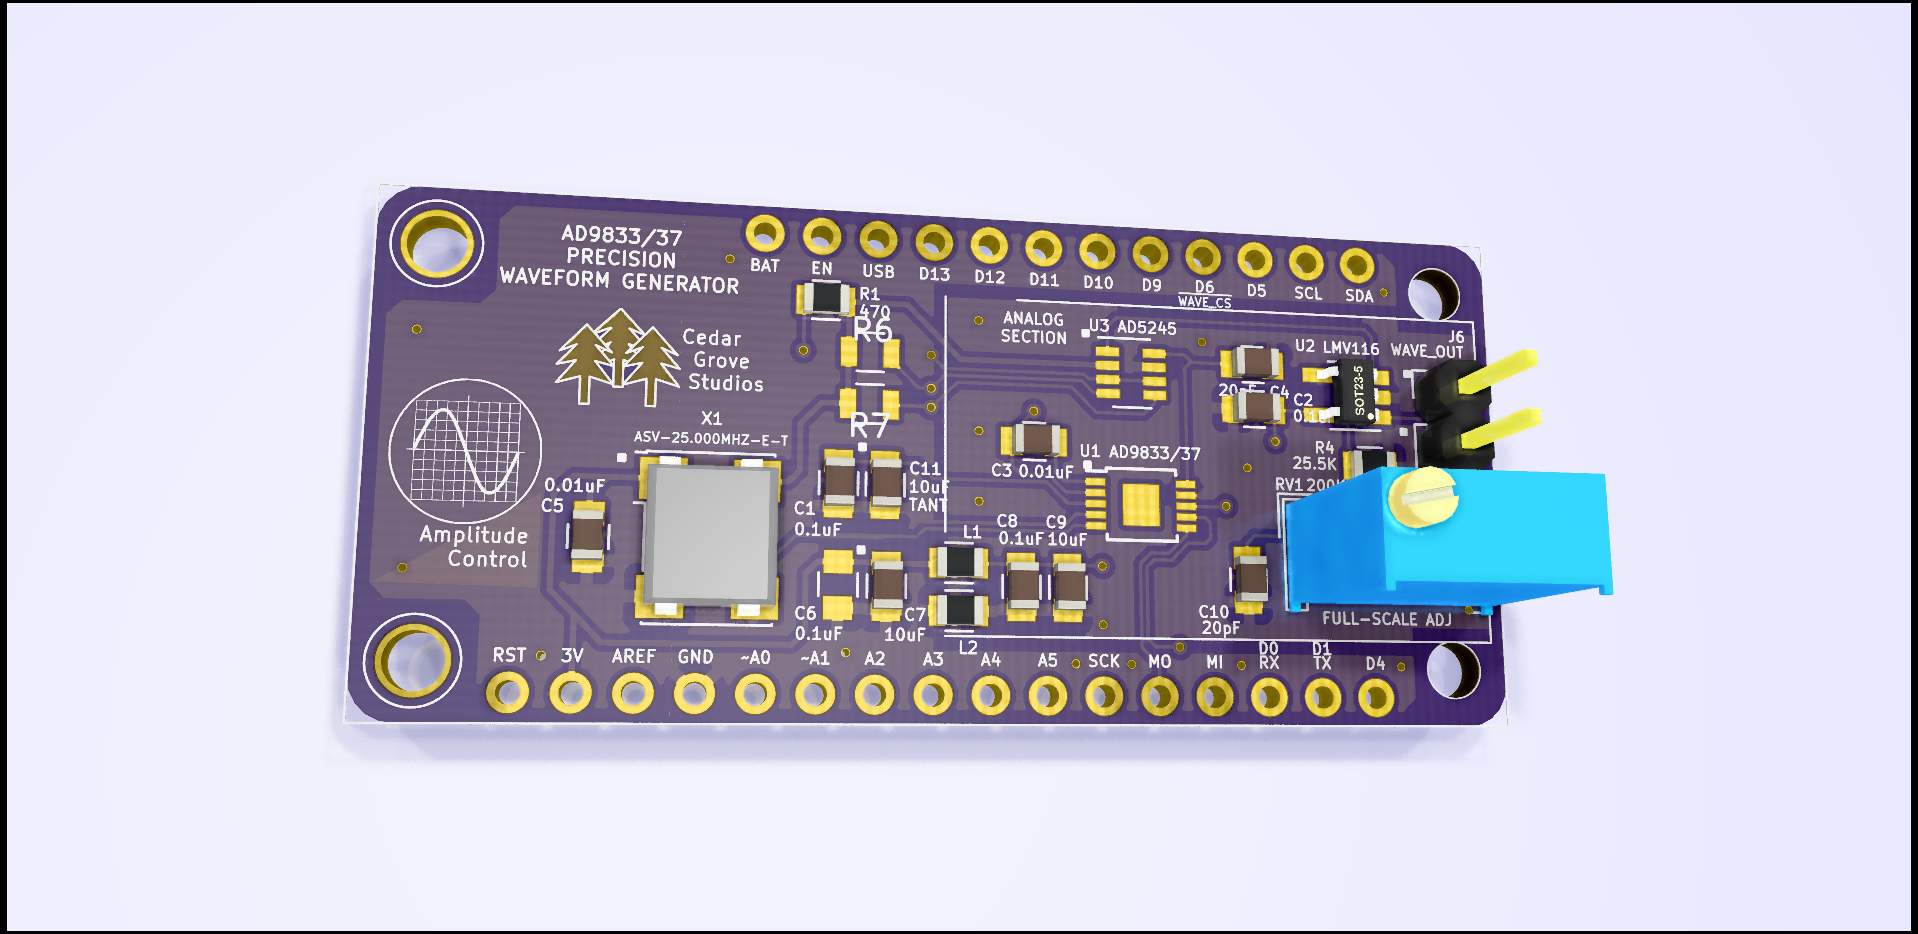 AD9833/37
PRECISION
WAVEFORM GENERATOR
BAT
EN
USB
D13
D12
D11
D10
D9
D6
WAVE_CS
D5
SCL
SDA
R1
470
R6
R7
ANALOG
SECTION
U3 AD5245
U2 LMV116
J6
WAVE_OUT
Cedar
Grove
Studios
X1
ASV-25.000MHZ-E-T
20pF C4
C2
SOT23-5
R4
25.5K
RV1
U1 AD9833/37
C3 0.01uF
C11
10uF
TANT
C1
0.1uF
0.01uF
C5
Amplitude
Control
L1
C8
0.1uF
C9
10uF
C6
0.1uF
C7
10uF
L2
C10
20pF
FULL-SCALE ADJ
RST
3V
AREF
GND
~A0
~A1
A2
A3
A4
A5
SCK
MO
MI
D0
RX
D1
TX
D4